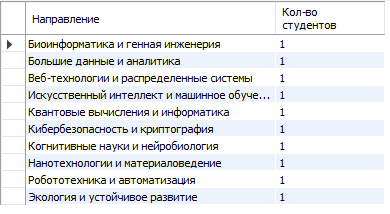 Направление Кол-во
студентов
Биоинформатика и генная инженерия 1
Большие данные и аналитика 1
Веб-технологии и распределенные системы 1
Искусственный интеллект и машинное обуче... 1
Квантовые вычисления и информатика 1
Кибербезопасность и криптография 1
Когнитивные науки и нейробиология 1
Нанотехнологии и материаловедение 1
Робототехника и автоматизация 1
Экология и устойчивое развитие 1